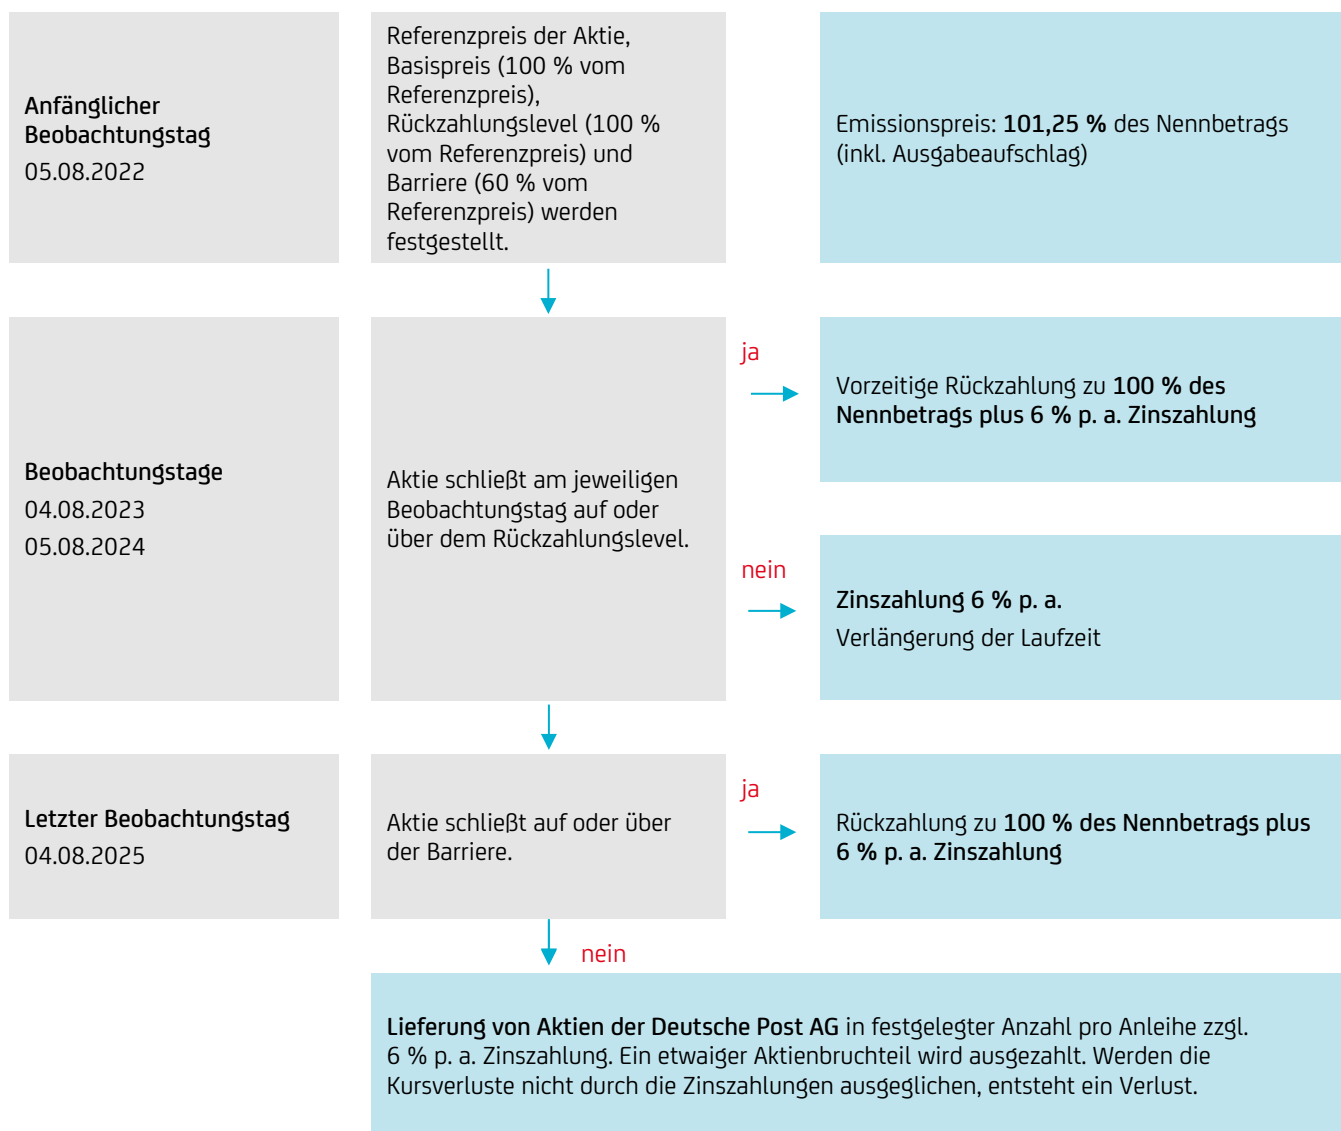 Anfänglicher
Beobachtungstag
05.08.2022
Referenzpreis der Aktie,
Basispreis (100 % vom
Referenzpreis),
Rückzahlungslevel (100 %
vom Referenzpreis) und
Barriere (60 % vom
Referenzpreis) werden
festgestellt.
Emissionspreis: 101,25 % des Nennbetrags
(inkl. Ausgabeaufschlag)
Beobachtungstage
04.08.2023
05.08.2024
Aktie schließt am jeweiligen
Beobachtungstag auf oder
über dem Rückzahlungslevel.
ja
Vorzeitige Rückzahlung zu 100 % des
Nennbetrags plus 6 % p. a. Zinszahlung
nein
Zinszahlung 6 % p. a.
Verlängerung der Laufzeit
Letzter Beobachtungstag
04.08.2025
Aktie schließt auf oder über
der Barriere.
ja
Rückzahlung zu 100 % des Nennbetrags plus
6 % p. a. Zinszahlung
nein
Lieferung von Aktien der Deutsche Post AG in festgelegter Anzahl pro Anleihe zzgl.
6 % p. a. Zinszahlung. Ein etwaiger Aktienbruchteil wird ausgezahlt. Werden die
Kursverluste nicht durch die Zinszahlungen ausgeglichen, entsteht ein Verlust.